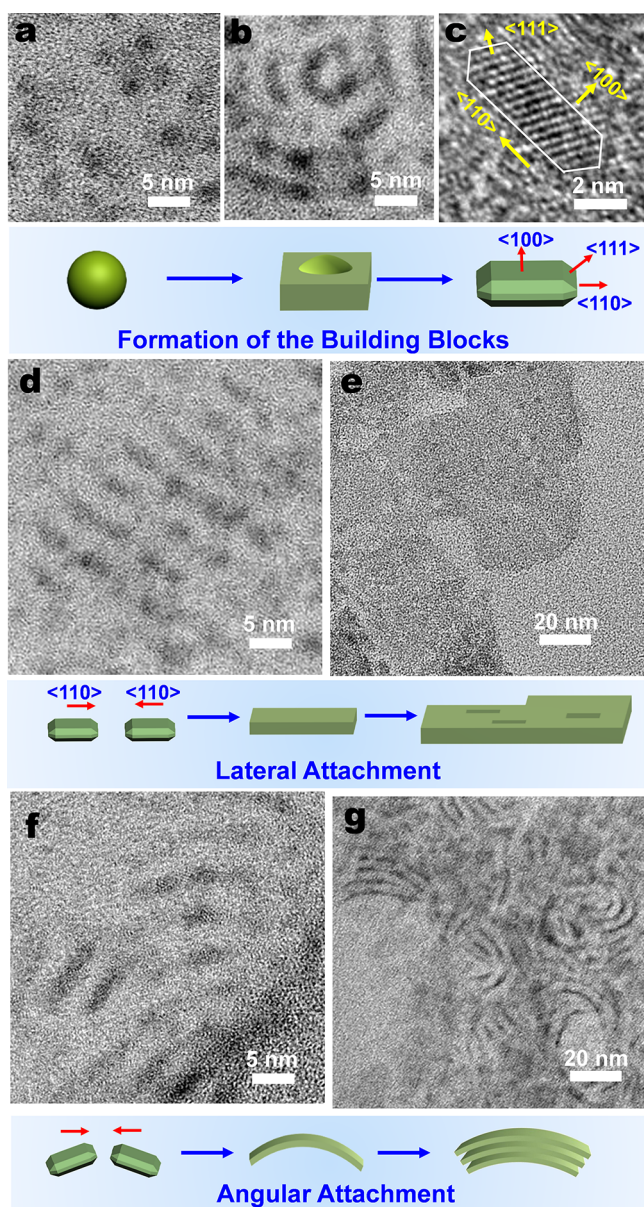 a
b
c
<111>
<100>
<110>
5 nm
5 nm
2 nm
<100>
<111>
<110>
Formation of the Building Blocks
d
e
5 nm
20 nm
<110>
<110>
Lateral Attachment
f
g
5 nm
20 nm
Angular Attachment